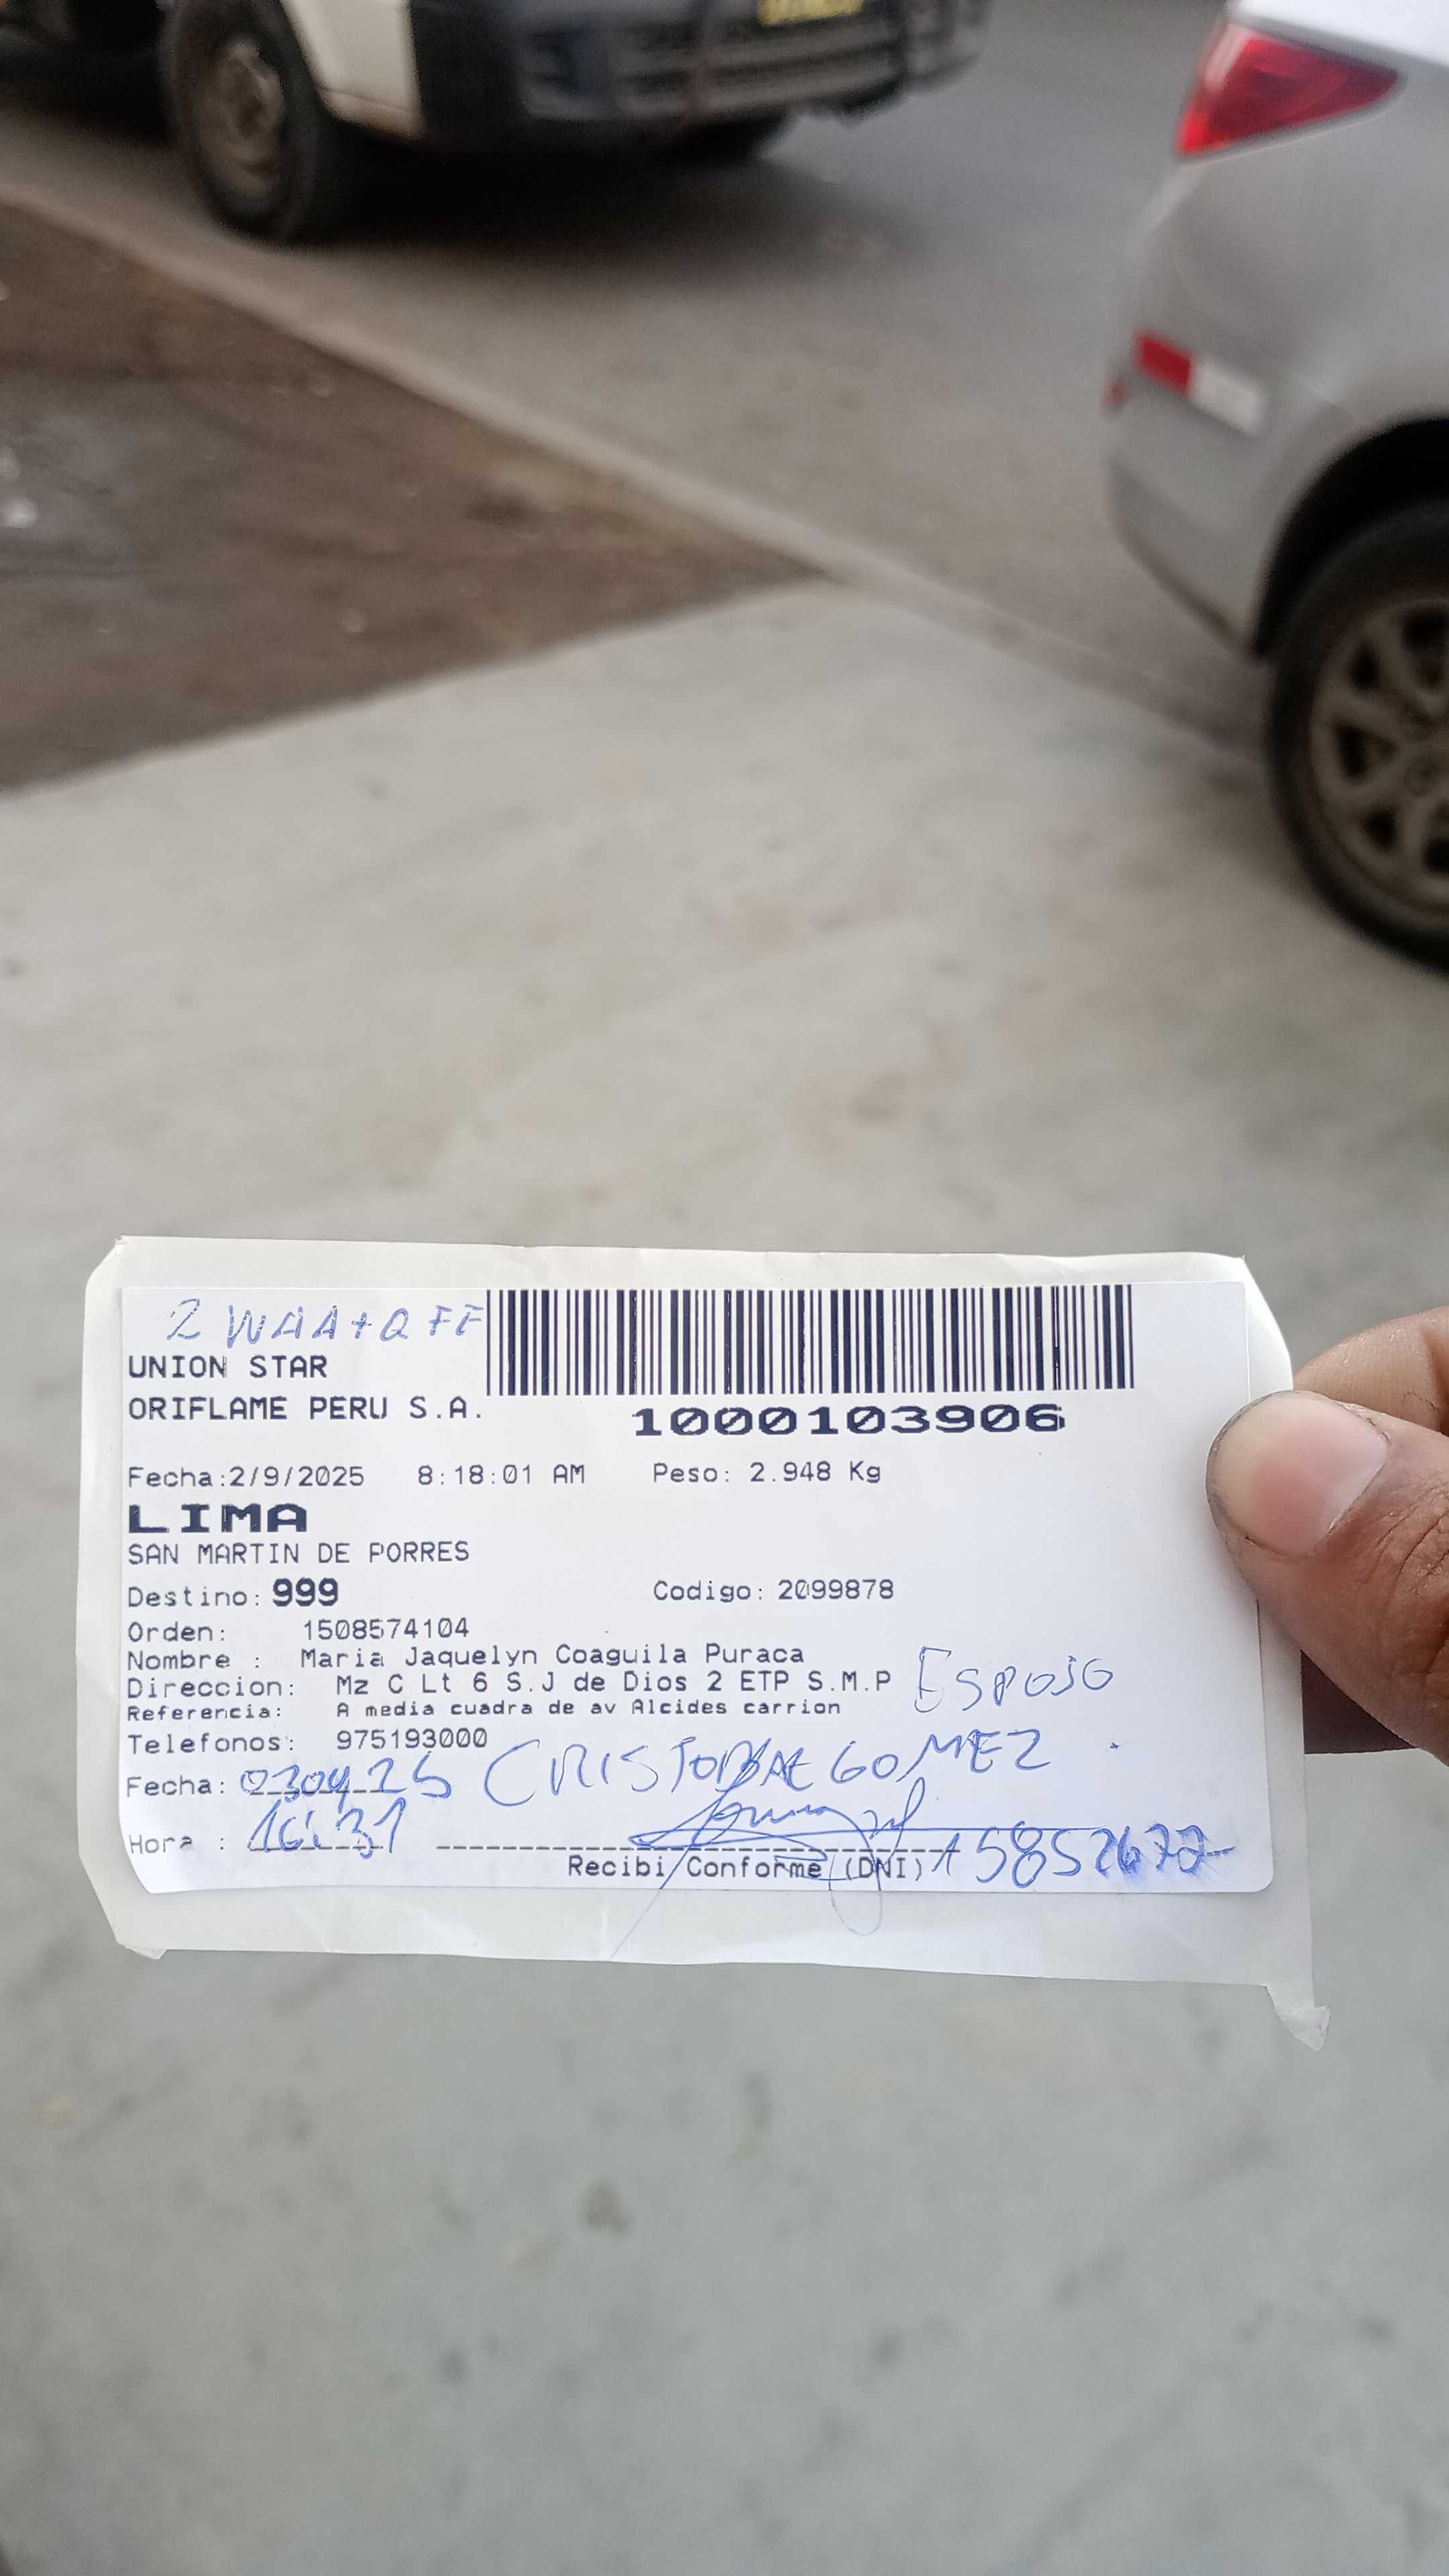 2 WAA+QFF
UNION STAR
ORIFLAME PERU S.A.
1000103906
Fecha:2/9/2025 8:18:01 AM Peso: 2.948 Kg
LIMA
SAN MARTIN DE PORRES
Destino: 999 Codigo: 2099878
Orden: 1508574104
Nombre : Maria Jaquelyn Coaguila Puraca
Direccion: Mz C Lt 6 S.J de Dios 2 ETP S.M.P ESPOSO
Referencia: A media cuadra de av Alcides carrion
Telefonos: 975193000
CRISTOBAL GOMEZ
Fecha:
Hora : 16:31
Recibi Conforme (DNI)